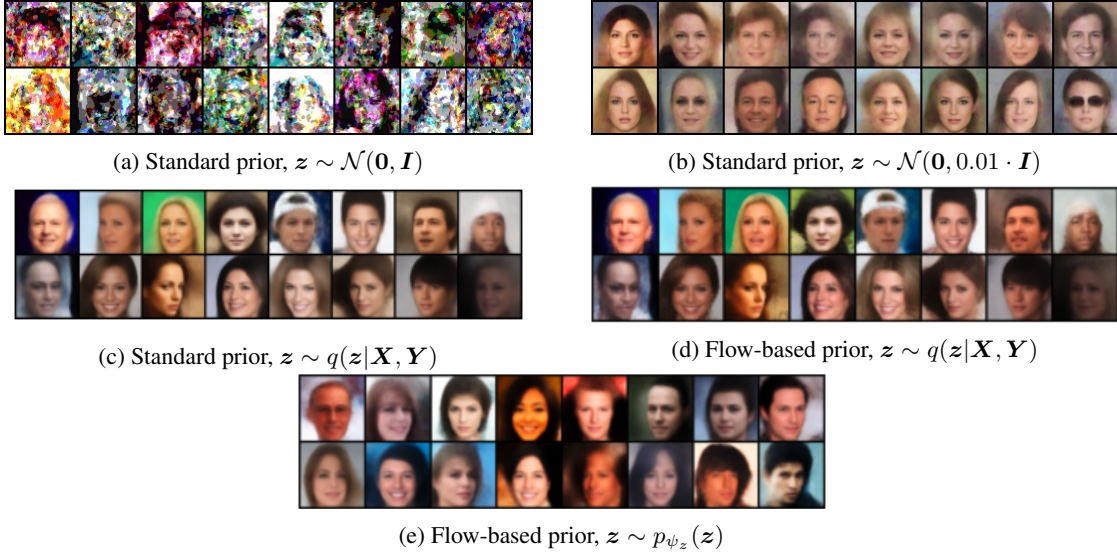 (a) Standard prior, z ∼ N(0, I)
(b) Standard prior, z ∼ N(0, 0.01 · I)
(c) Standard prior, z ∼ q(z|X, Y)
(d) Flow-based prior, z ∼ q(z|X, Y)
(e) Flow-based prior, z ∼ p_{ψ_z}(z)